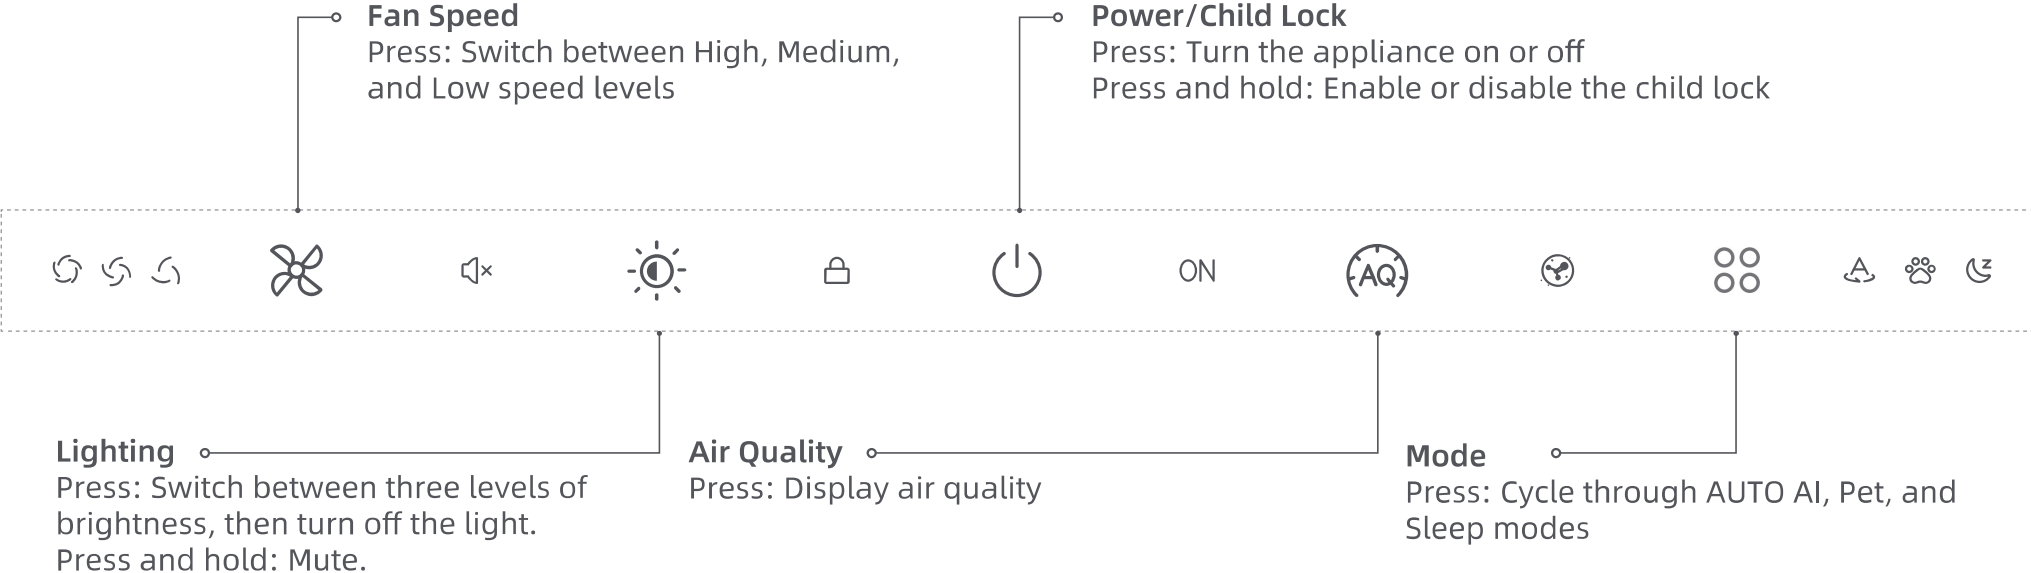 Fan Speed
Press: Switch between High, Medium,
and Low speed levels
Power/Child Lock
Press: Turn the appliance on or off
Press and hold: Enable or disable the child lock
ON
AQ
A
z
Lighting
Press: Switch between three levels of
brightness, then turn off the light.
Press and hold: Mute.
Air Quality
Press: Display air quality
Mode
Press: Cycle through AUTO AI, Pet, and
Sleep modes